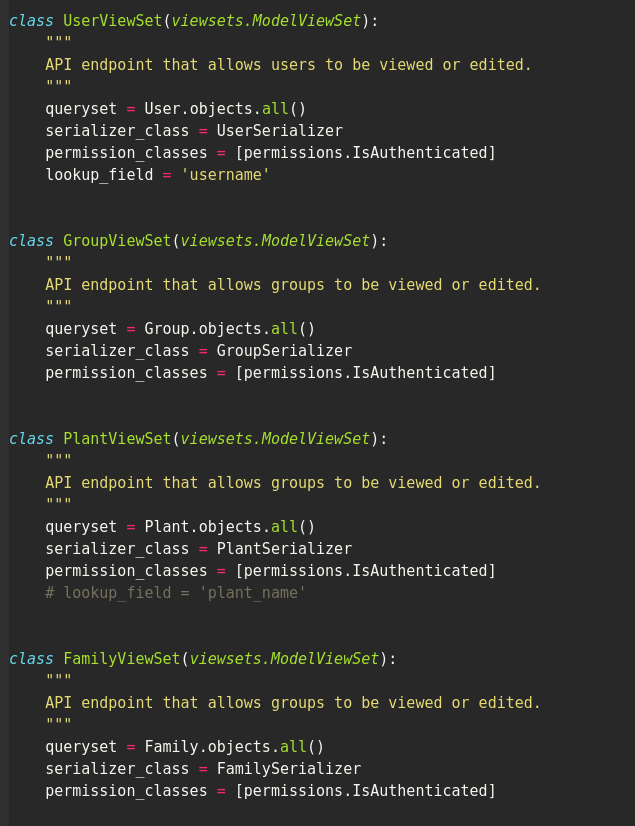 class UserViewSet(viewsets.ModelViewSet):
    """
    API endpoint that allows users to be viewed or edited.
    """
    queryset = User.objects.all()
    serializer_class = UserSerializer
    permission_classes = [permissions.IsAuthenticated]
    lookup_field = 'username'
class GroupViewSet(viewsets.ModelViewSet):
    """
    API endpoint that allows groups to be viewed or edited.
    """
    queryset = Group.objects.all()
    serializer_class = GroupSerializer
    permission_classes = [permissions.IsAuthenticated]
class PlantViewSet(viewsets.ModelViewSet):
    """
    API endpoint that allows groups to be viewed or edited.
    """
    queryset = Plant.objects.all()
    serializer_class = PlantSerializer
    permission_classes = [permissions.IsAuthenticated]
    # lookup_field = 'plant_name'
class FamilyViewSet(viewsets.ModelViewSet):
    """
    API endpoint that allows groups to be viewed or edited.
    """
    queryset = Family.objects.all()
    serializer_class = FamilySerializer
    permission_classes = [permissions.IsAuthenticated]